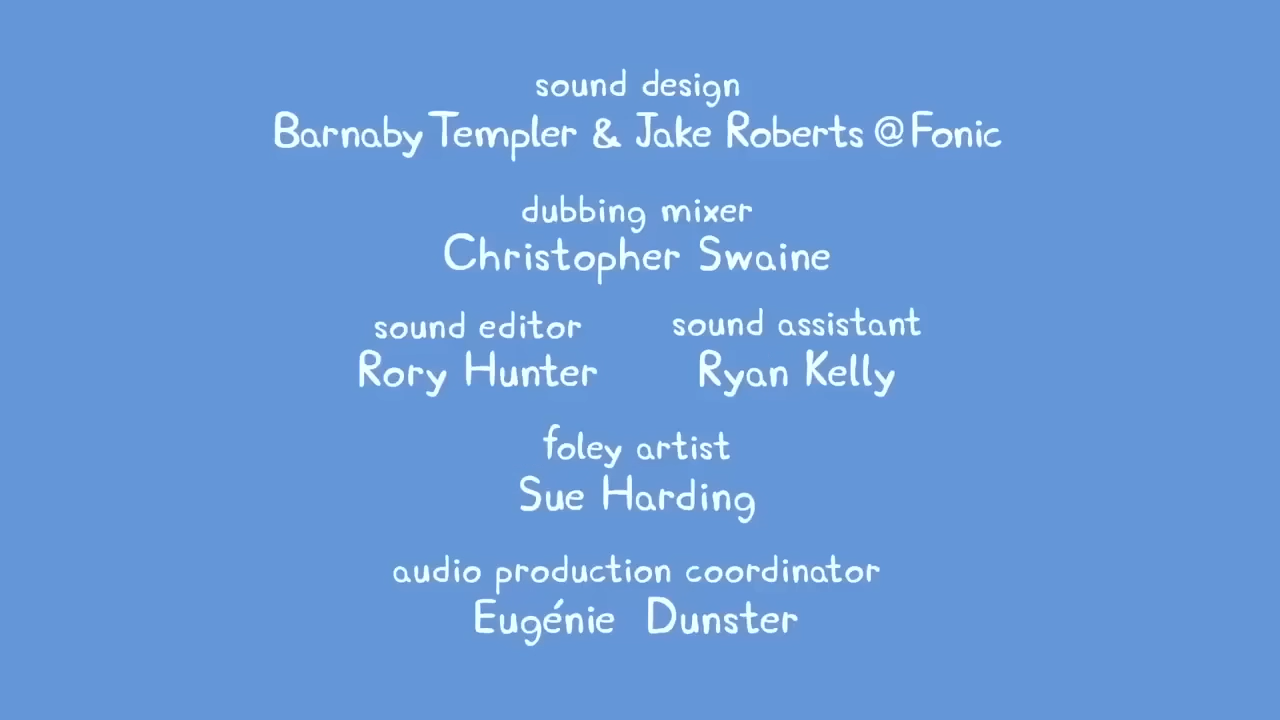 sound design
Barnaby Templer & Jake Roberts @ Fonic
dubbing mixer
Christopher Swaine
sound editor
Rory Hunter
sound assistant
Ryan Kelly
foley artist
Sue Harding
audio production coordinator
Eugénie Dunster